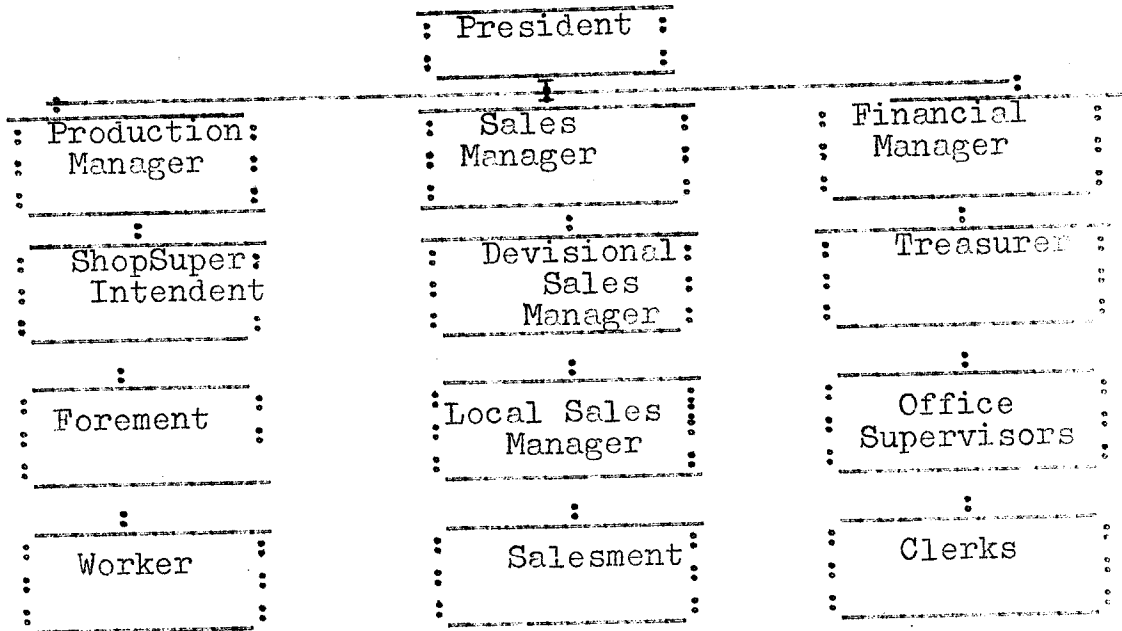 President
Production
Manager
Sales
Manager
Financial
Manager
ShopSuper
Intendent
Devisional
Sales
Manager
Treasurer
Forement
Local Sales
Manager
Office
Supervisors
Worker
Salesment
Clerks